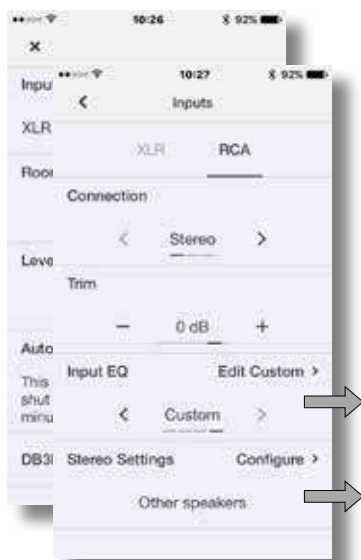 10:26 92%
×
Inpu
XLR
Room
Leve
Auto
This
shut
minu
DB3
10:27 92%
< Inputs
XLR RCA
Connection
< Stereo >
Trim
− 0 dB +
Input EQ Edit Custom >
< Custom >
Stereo Settings Configure >
Other speakers